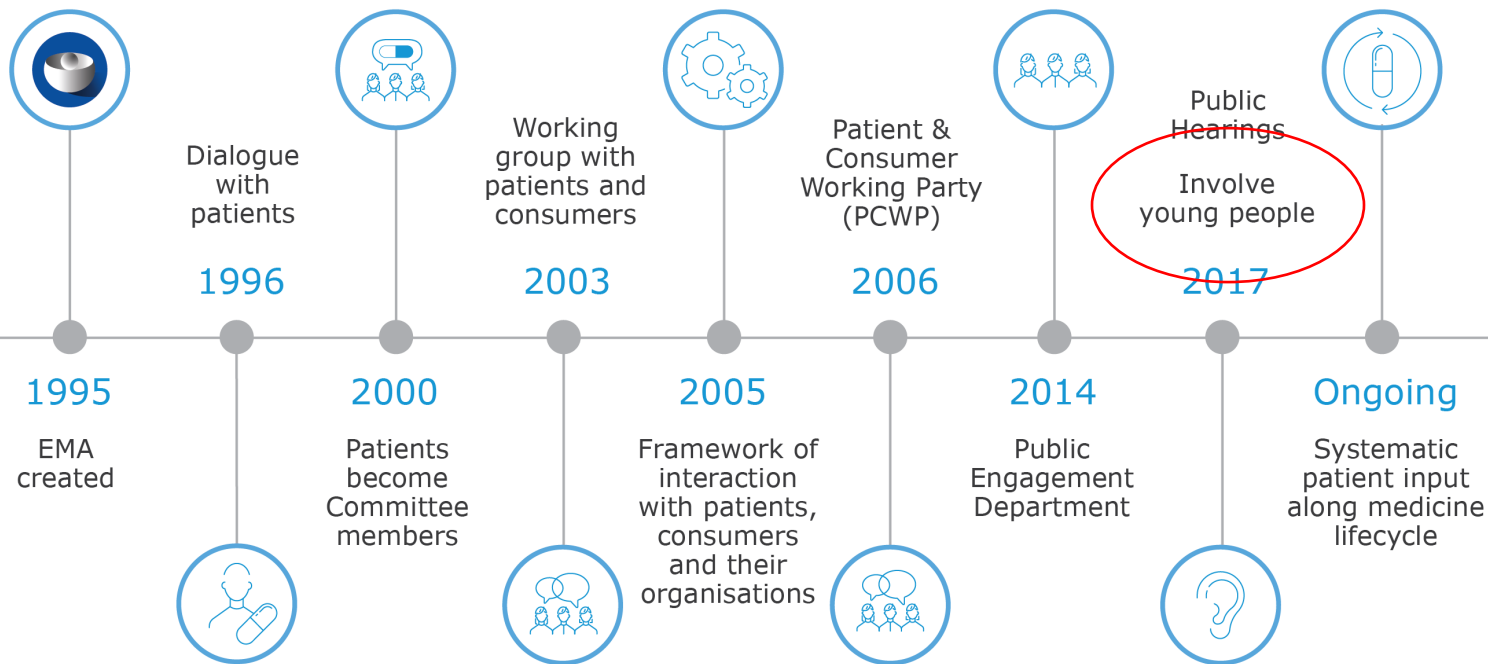 1995
EMA
created
Dialogue
with
patients
1996
2000
Patients
become
Committee
members
Working
group with
patients and
consumers
2003
2005
Framework of
interaction
with patients,
consumers
and their
organisations
Patient &
Consumer
Working Party
(PCWP)
2006
2014
Public
Engagement
Department
Public
Hearings
Involve
young people
2017
Ongoing
Systematic
patient input
along medicine
lifecycle